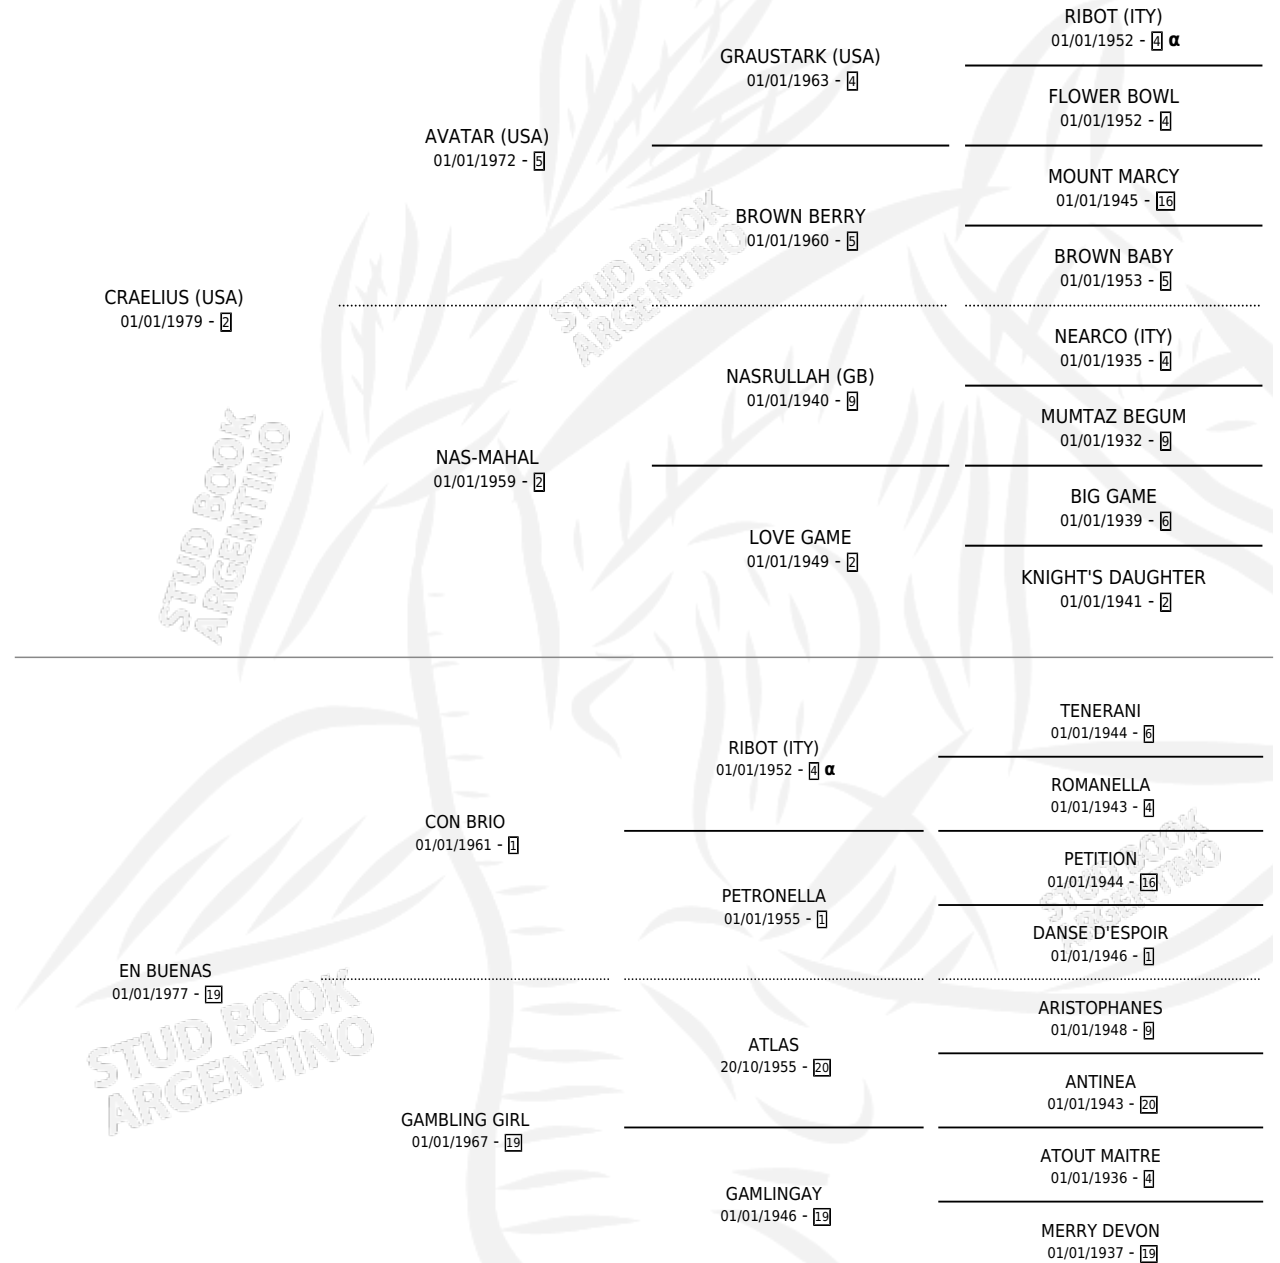 RIBOT (ITY)
01/01/1952 - 4 α
GRAUSTARK (USA)
01/01/1963 - 4
FLOWER BOWL
01/01/1952 - 4
AVATAR (USA)
01/01/1972 - 5
MOUNT MARCY
01/01/1945 - 16
BROWN BERRY
01/01/1960 - 5
BROWN BABY
01/01/1953 - 5
CRAELIUS (USA)
01/01/1979 - 2
NEARCO (ITY)
01/01/1935 - 4
NASRULLAH (GB)
01/01/1940 - 9
MUMTAZ BEGUM
01/01/1932 - 9
NAS-MAHAL
01/01/1959 - 2
BIG GAME
01/01/1939 - 6
LOVE GAME
01/01/1949 - 2
KNIGHT'S DAUGHTER
01/01/1941 - 2
TENERANI
01/01/1944 - 6
RIBOT (ITY)
01/01/1952 - 4 α
ROMANELLA
01/01/1943 - 4
CON BRIO
01/01/1961 - 1
PETITION
01/01/1944 - 16
PETRONELLA
01/01/1955 - 1
DANSE D'ESPOIR
01/01/1946 - 1
EN BUENAS
01/01/1977 - 19
ARISTOPHANES
01/01/1948 - 9
ATLAS
20/10/1955 - 20
ANTINEA
01/01/1943 - 20
GAMBLING GIRL
01/01/1967 - 19
ATOUT MAITRE
01/01/1936 - 4
GAMLINGAY
01/01/1946 - 19
MERRY DEVON
01/01/1937 - 19
STUD BOOK
ARGENTINO
STUD BOOK
ARGENTINO
STUD BOOK
ARGENTINO
STUD BOOK
ARGENTINO